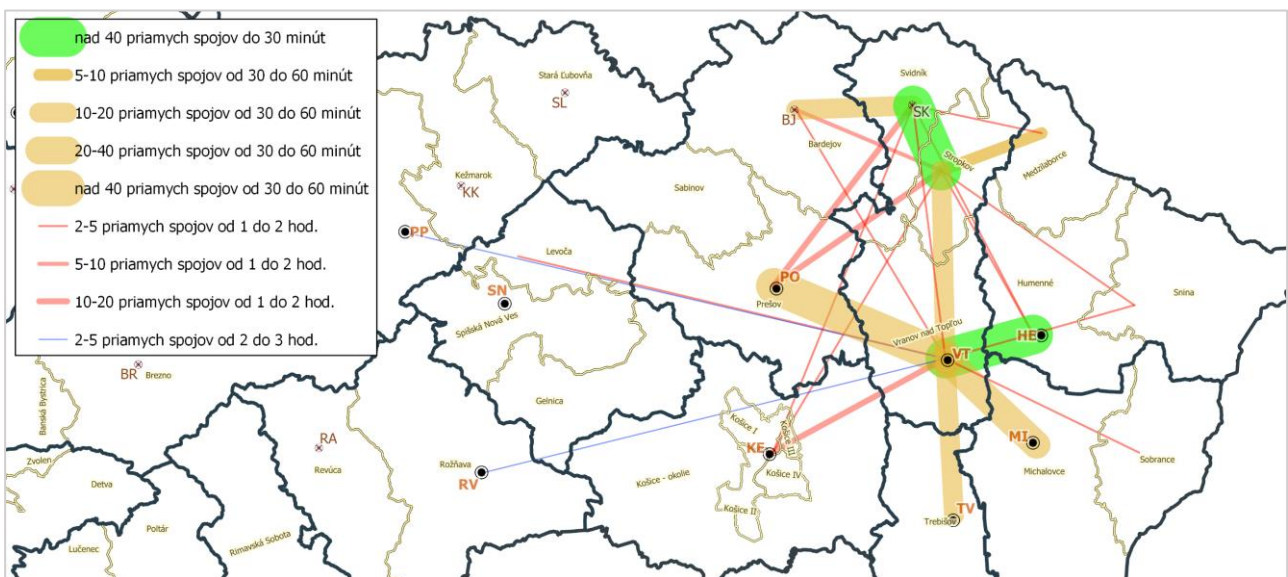 nad 40 priamych spojov do 30 minút
5-10 priamych spojov od 30 do 60 minút
10-20 priamych spojov od 30 do 60 minút
20-40 priamych spojov od 30 do 60 minút
nad 40 priamych spojov od 30 do 60 minút
2-5 priamych spojov od 1 do 2 hod.
5-10 priamych spojov od 1 do 2 hod.
10-20 priamych spojov od 1 do 2 hod.
2-5 priamych spojov od 2 do 3 hod.
Stará Ľubovňa
SL
Svidník
SK
BJ
Bardejov
Stropkov
Medzilaborce
Kežmarok
KK
Sabinov
PP
Levoča
SN
Spišská Nová Ves
PO
Prešov
Humenné
Snina
Vranov nad Topľou
HE
VT
BR
Brezno
Banská Bystrica
Gelnica
Košice I
Košice III
KE
Košice IV
Košice II
Košice - okolie
MI
Michalovce
Sobrance
RA
Revúca
Rožňava
RV
Zvolen
Detva
Poltár
Lučenec
Rimavská Sobota
TV
Trebišov